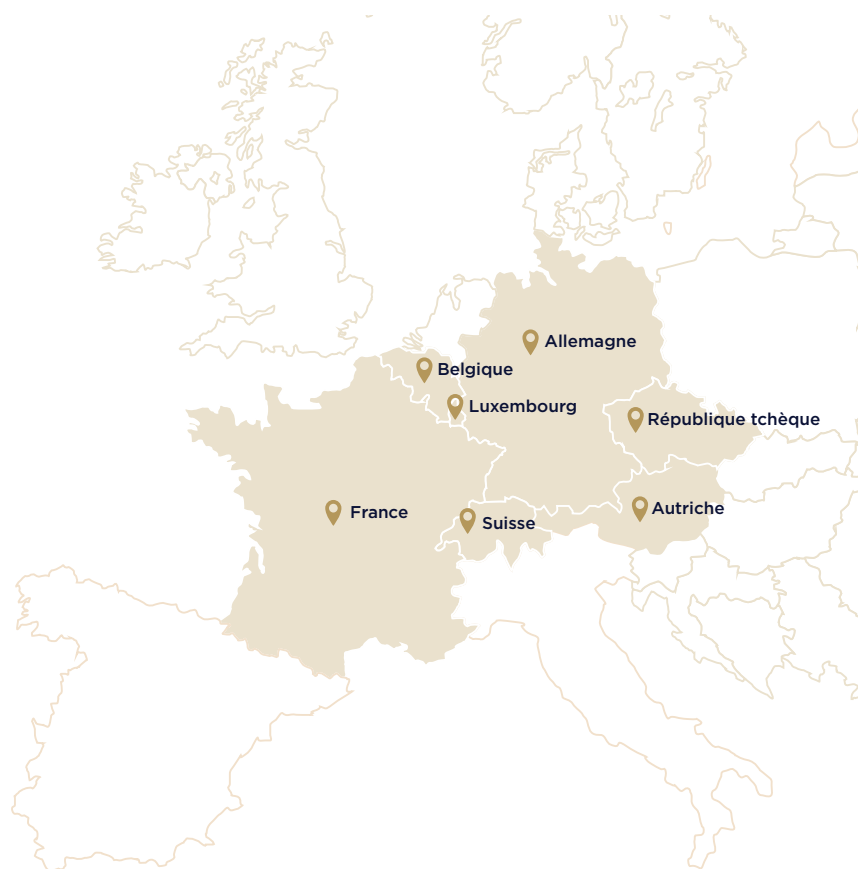 Allemagne
Belgique
Luxembourg
République tchèque
France
Suisse
Autriche